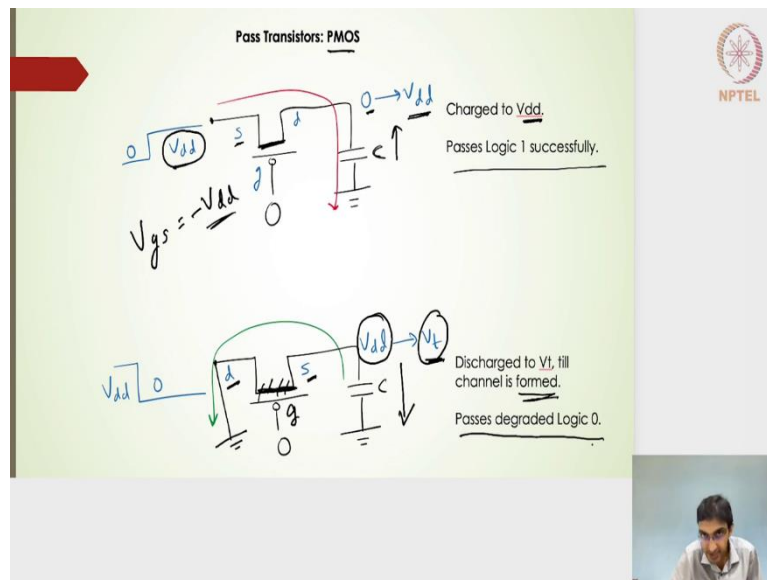 Pass Transistors: PMOS
NPTEL
0 → Vdd
Charged to Vdd.
s d
0 Vdd
c
Passes Logic 1 successfully.
g
Vgs = -Vdd
0
Vdd → Vt
Vdd 0
d s
c
Discharged to Vt, till
channel is formed.
g
0
Passes degraded Logic 0.